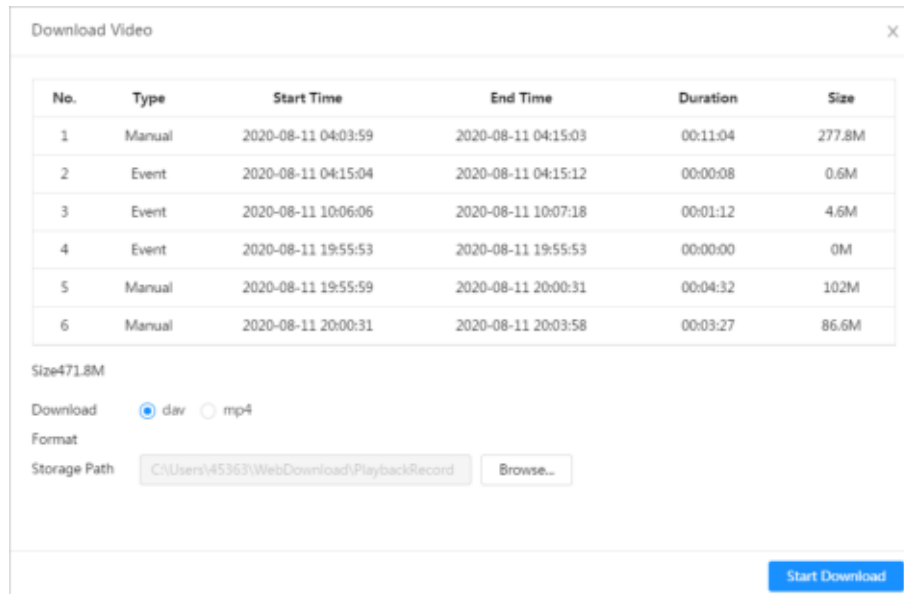 Download Video
No. Type Start Time End Time Duration Size
1 Manual 2020-08-11 04:03:59 2020-08-11 04:15:03 00:11:04 277.8M
2 Event 2020-08-11 04:15:04 2020-08-11 04:15:12 00:00:08 0.6M
3 Event 2020-08-11 10:06:06 2020-08-11 10:07:18 00:01:12 4.6M
4 Event 2020-08-11 19:55:53 2020-08-11 19:55:53 00:00:00 0M
5 Manual 2020-08-11 19:55:59 2020-08-11 20:00:31 00:04:32 102M
6 Manual 2020-08-11 20:00:31 2020-08-11 20:03:58 00:03:27 86.6M
Size471.8M
Download dav mp4
Format
Storage Path C:\Users\45363\WebDownload\PlaybackRecord Browse...
Start Download